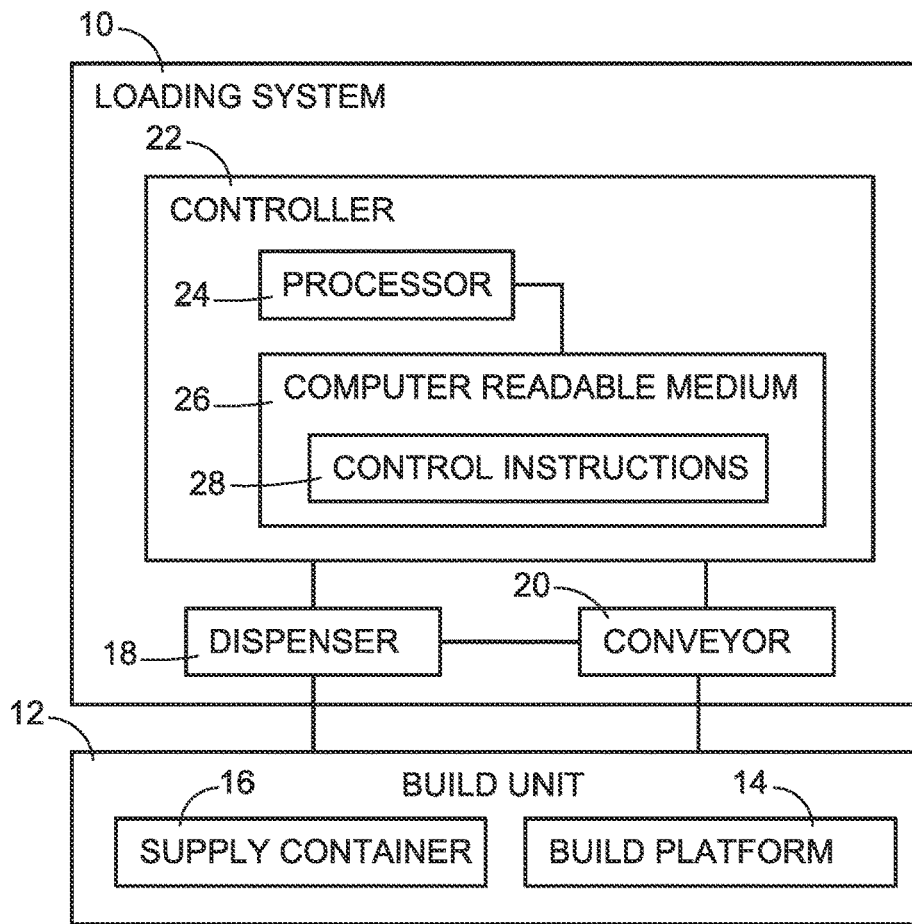 10
LOADING SYSTEM
22
CONTROLLER
24 PROCESSOR
26 COMPUTER READABLE MEDIUM
28 CONTROL INSTRUCTIONS
20
18 DISPENSER CONVEYOR
12
16 BUILD UNIT 14
SUPPLY CONTAINER BUILD PLATFORM